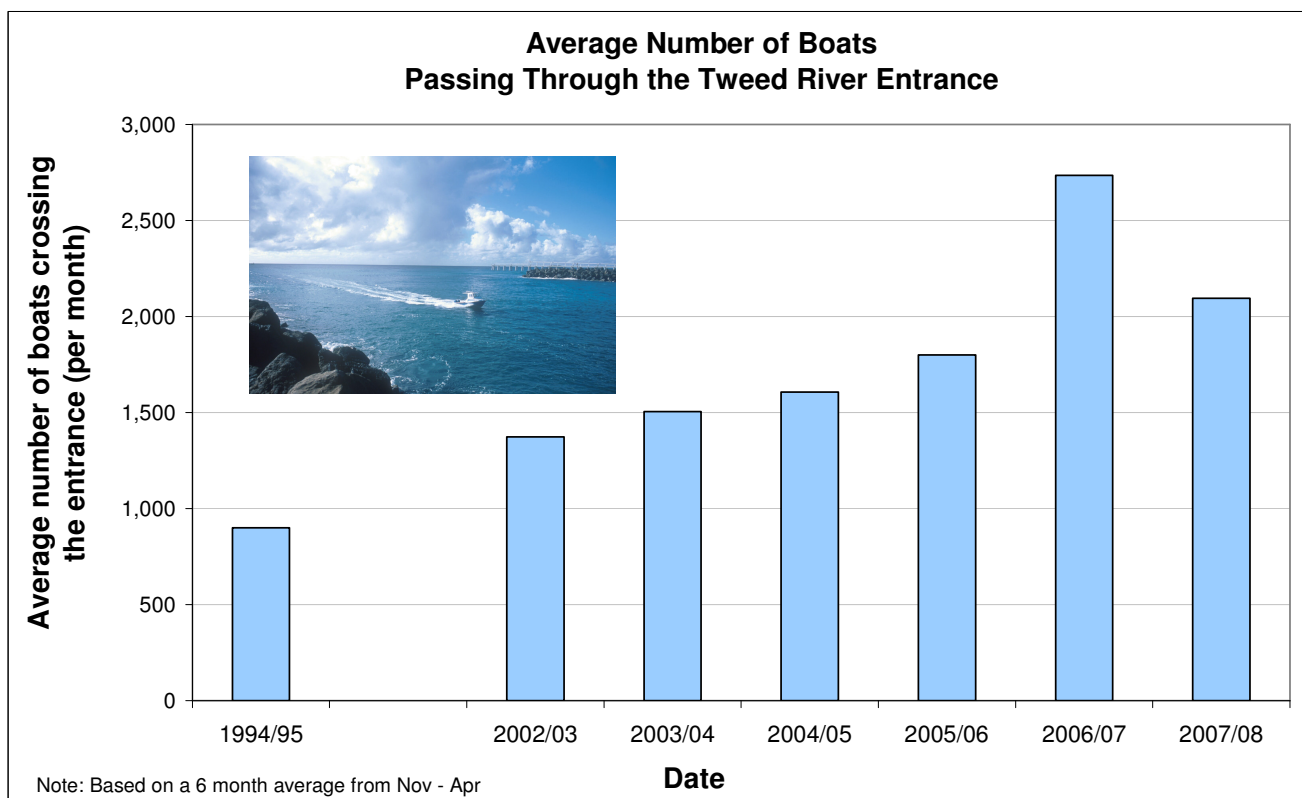 Average Number of Boats
Passing Through the Tweed River Entrance
Average number of boats crossing
the entrance (per month)
3,000
2,500
2,000
1,500
1,000
500
0
1994/95
2002/03
2003/04
2004/05
2005/06
2006/07
2007/08
Date
Note: Based on a 6 month average from Nov - Apr